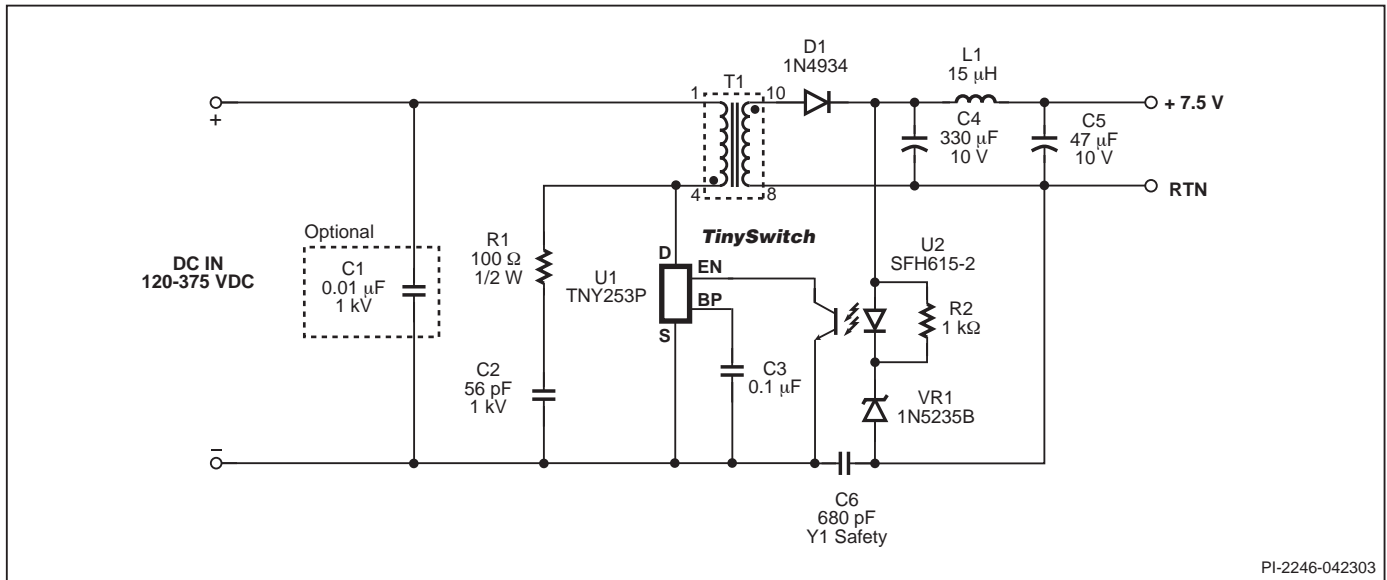 D1
1N4934
L1
15 µH
T1
1
10
4
8
+
+ 7.5 V
C4
330 µF
10 V
C5
47 µF
10 V
RTN
Optional
C1
0.01 µF
1 kV
DC IN
120-375 VDC
R1
100 Ω
1/2 W
TinySwitch
D
EN
BP
S
U1
TNY253P
U2
SFH615-2
R2
1 kΩ
C2
56 pF
1 kV
C3
0.1 µF
VR1
1N5235B
–
C6
680 pF
Y1 Safety
PI-2246-042303